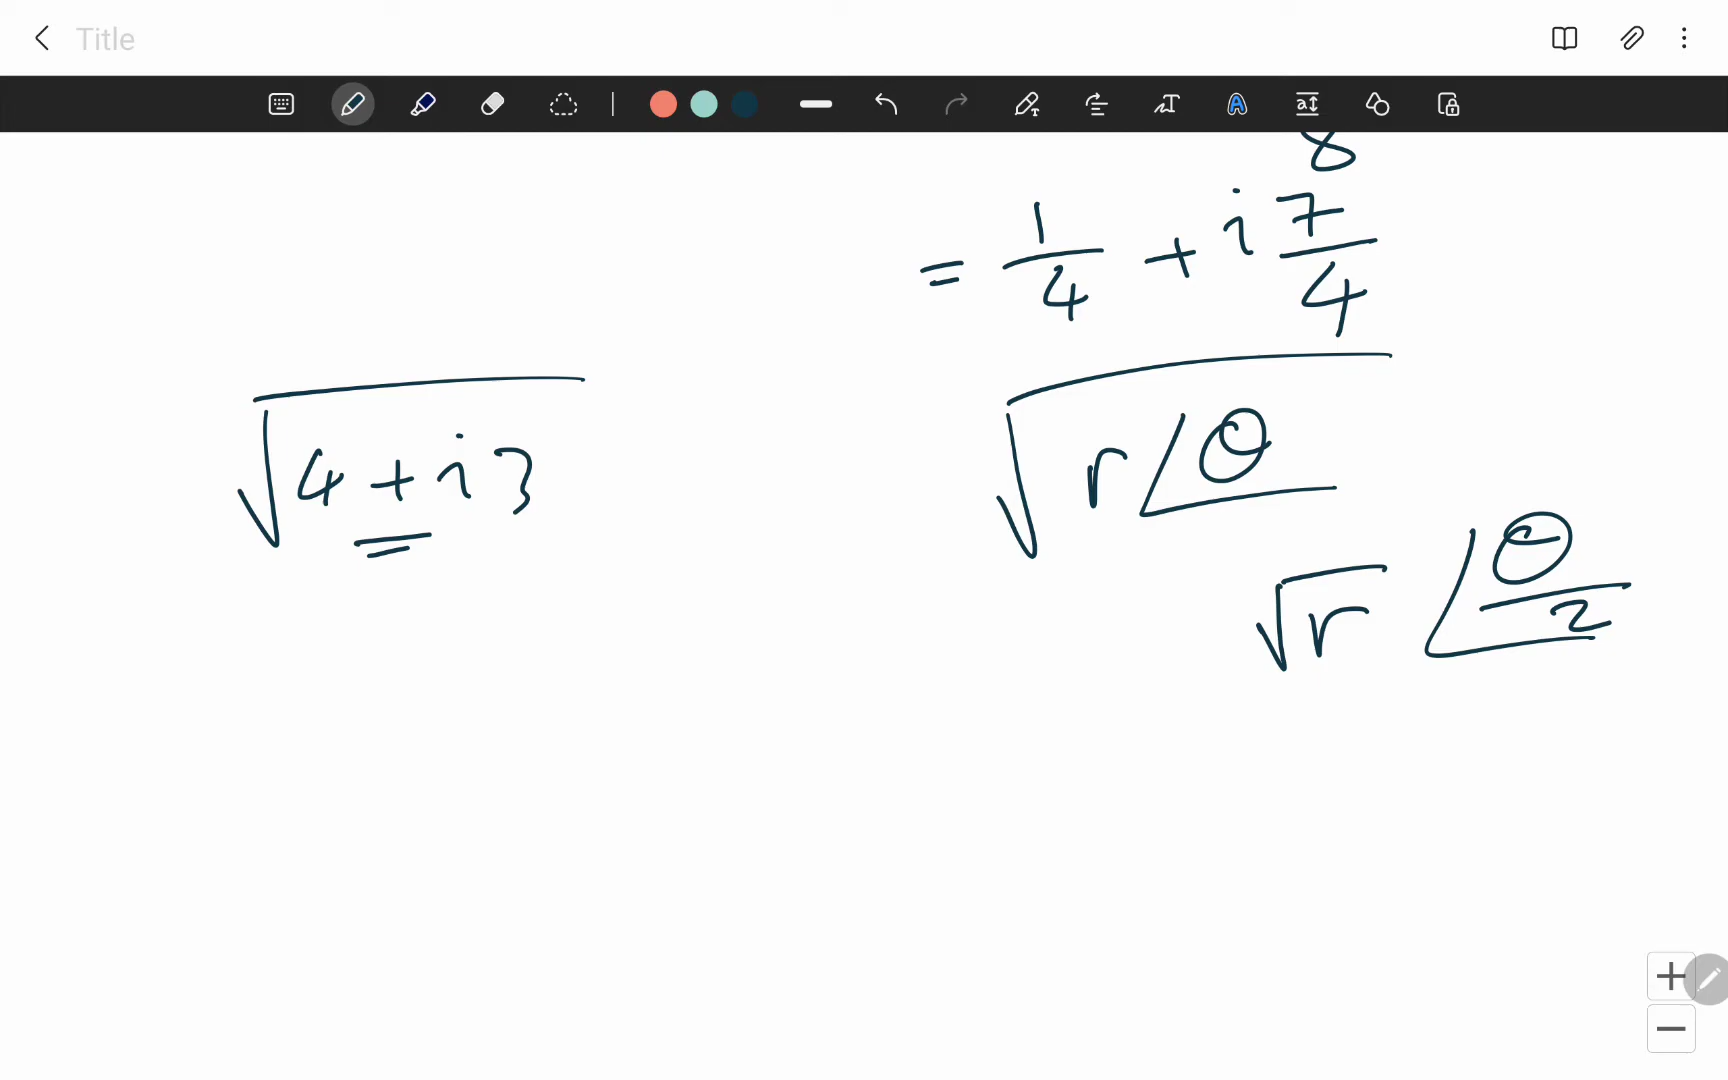 Title
8
= 1/4 + i 7/4
√(4 + i3)
√(r∠θ)
√r ∠θ/2